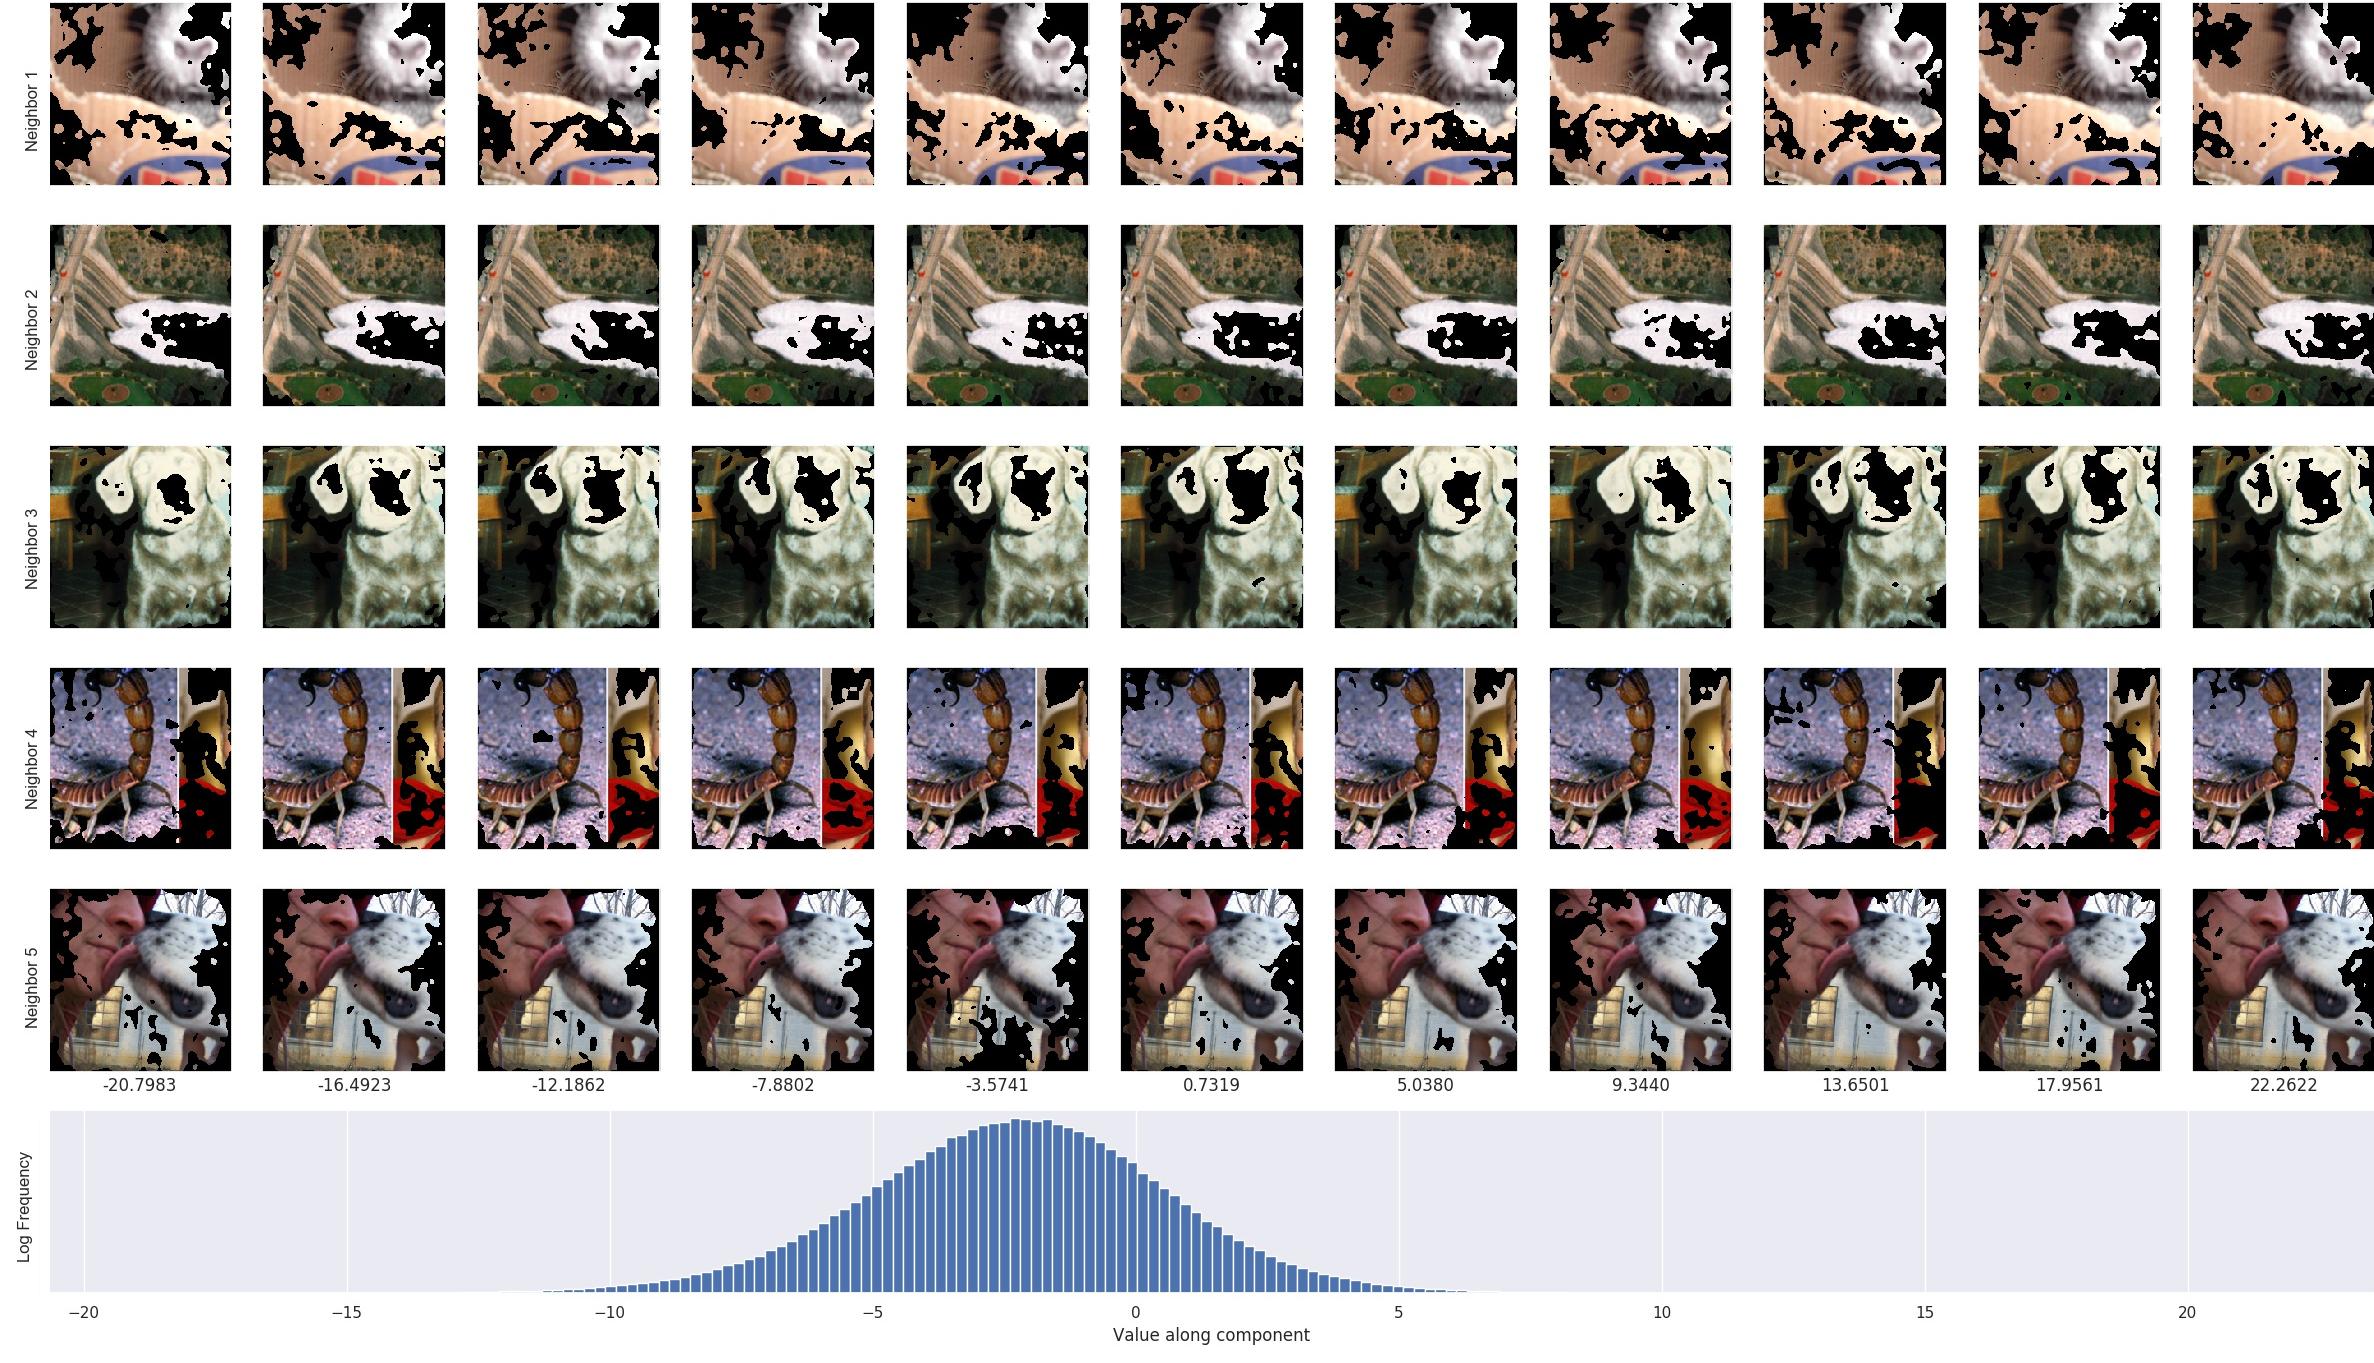 Neighbor 1
Neighbor 2
Neighbor 3
Neighbor 4
Neighbor 5
-20.7983 -16.4923 -12.1862 -7.8802 -3.5741 0.7319 5.0380 9.3440 13.6501 17.9561 22.2622
Log Frequency
−20 −15 −10 −5 0 5 10 15 20
Value along component